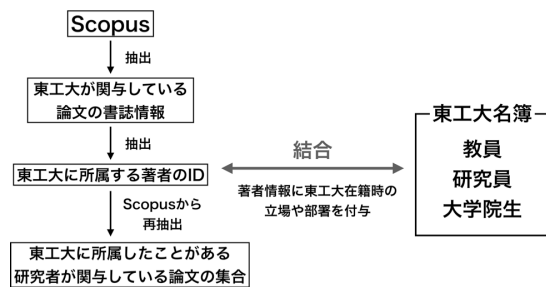 Scopus
抽出
東工大が関与している
論文の書誌情報
抽出
東工大に所属する著者のID
Scopusから
再抽出
東工大に所属したことがある
研究者が関与している論文の集合
結合
著者情報に東工大在籍時の
立場や部署を付与
東工大名簿
教員
研究員
大学院生